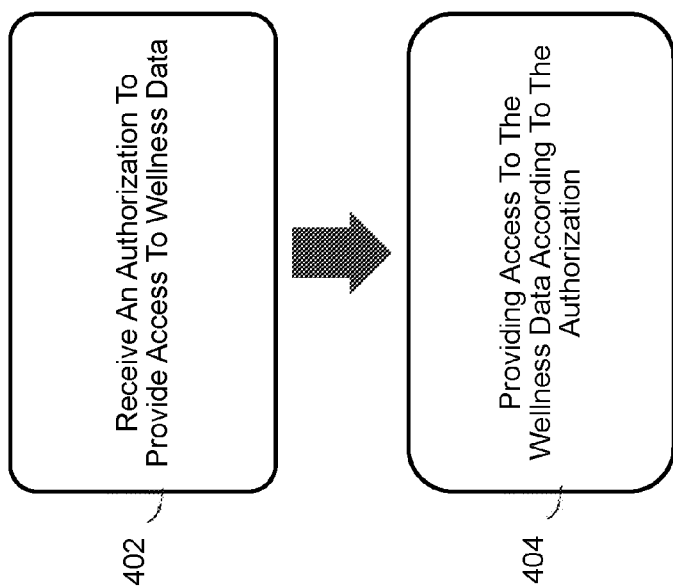 Receive An Authorization To
Provide Access To Wellness Data
402
Providing Access To The
Wellness Data According To The
Authorization
404